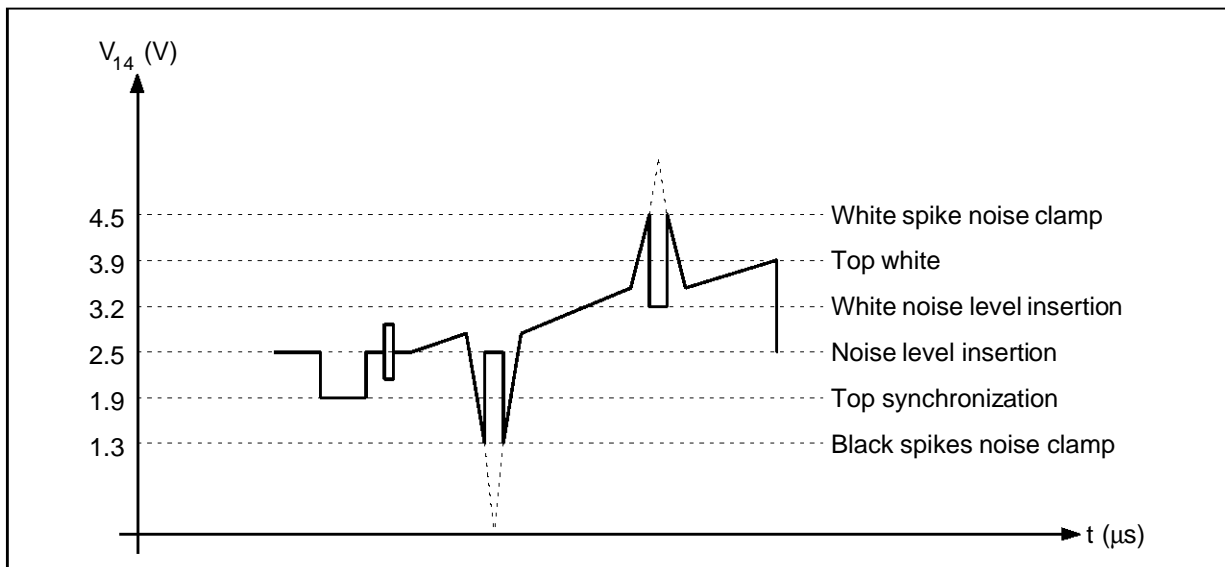 V14 (V)
4.5 White spike noise clamp
3.9 Top white
3.2 White noise level insertion
2.5 Noise level insertion
1.9 Top synchronization
1.3 Black spikes noise clamp
t (μs)